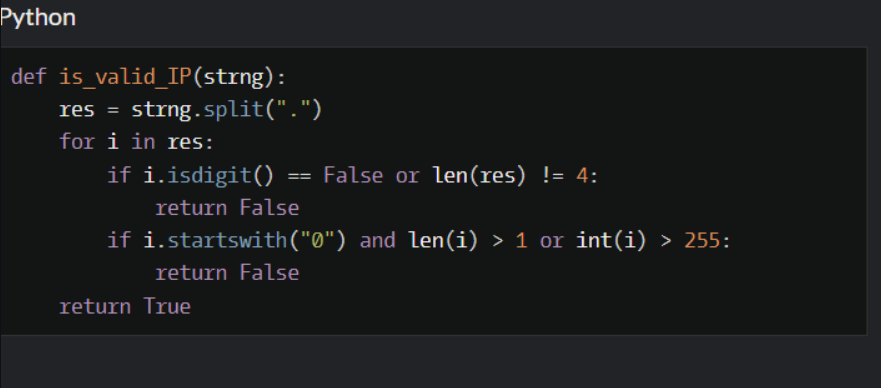 Python
def is_valid_IP(strng):
    res = strng.split(".")
    for i in res:
        if i.isdigit() == False or len(res) != 4:
            return False
        if i.startswith("0") and len(i) > 1 or int(i) > 255:
            return False
    return True